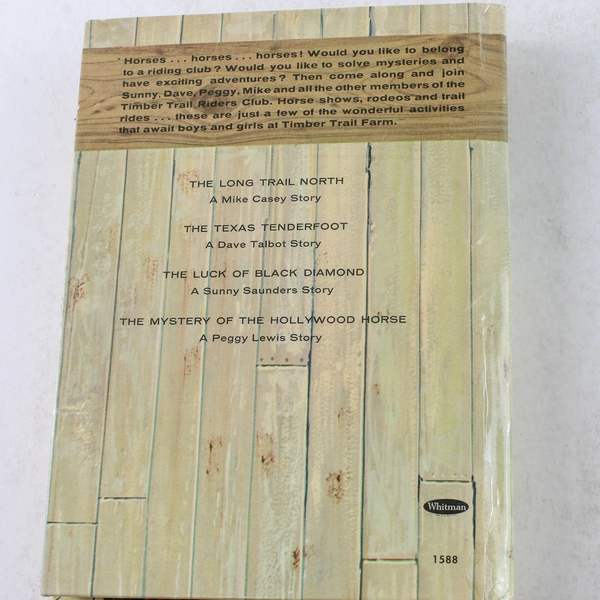 Horses . . . horses . . . horses! Would you like to belong
to a riding club? Would you like to solve mysteries and
have exciting adventures? Then come along and join
Sunny, Dave, Peggy, Mike and all the other members of the
Timber Trail Riders Club. Horse shows, rodeos and trail
rides . . . these are just a few of the wonderful activities
that await boys and girls at Timber Trail Farm.
THE LONG TRAIL NORTH
A Mike Casey Story
THE TEXAS TENDERFOOT
A Dave Talbot Story
THE LUCK OF BLACK DIAMOND
A Sunny Saunders Story
THE MYSTERY OF THE HOLLYWOOD HORSE
A Peggy Lewis Story
Whitman
1588